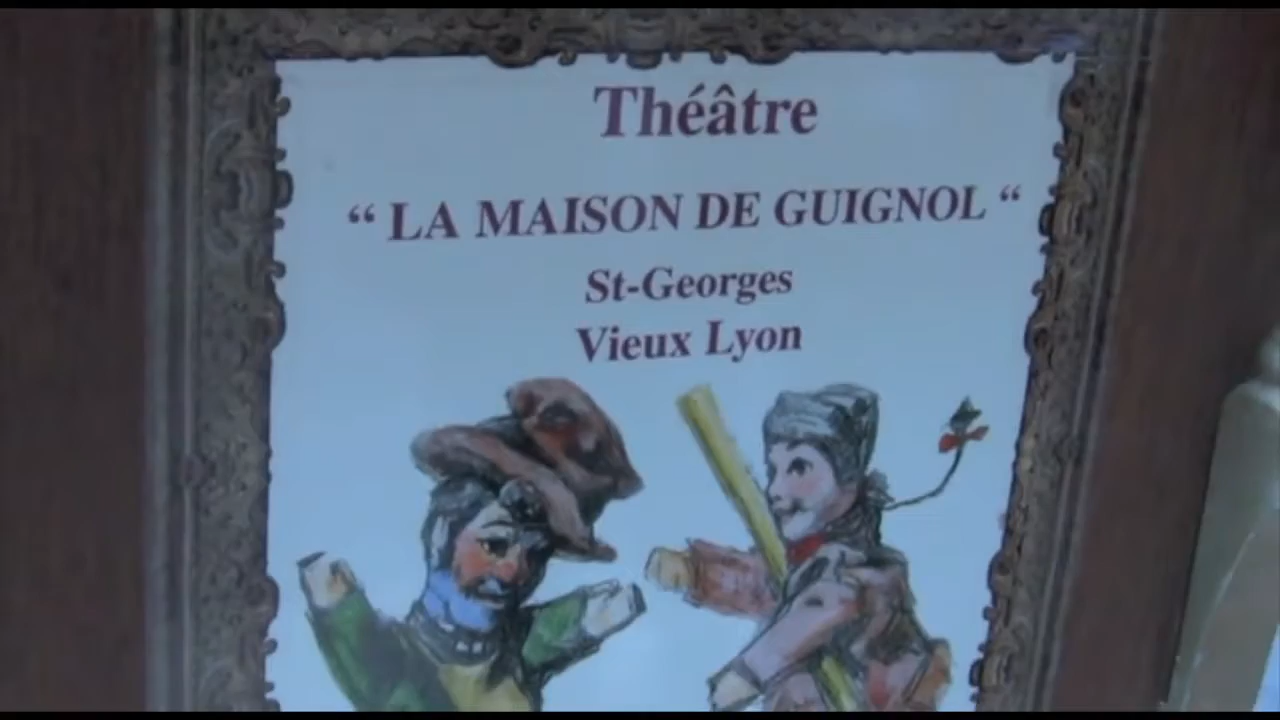 Théâtre
“ LA MAISON DE GUIGNOL “
St-Georges
Vieux Lyon